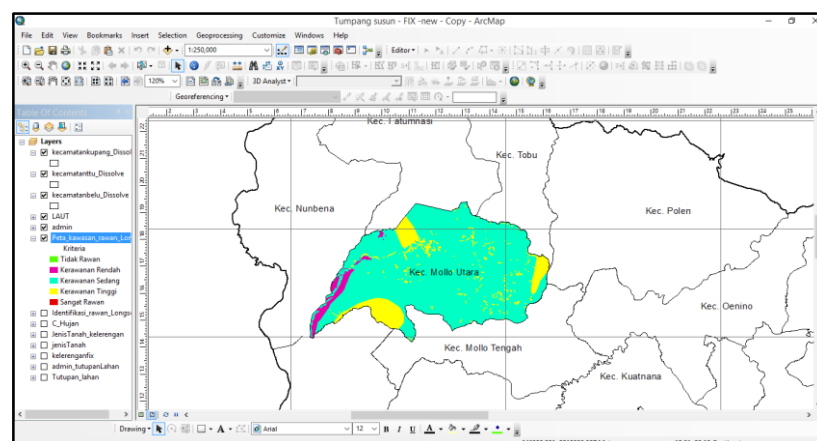 Tumpang susun - FIX -new - Copy - ArcMap
File Edit View Bookmarks Insert Selection Geoprocessing Customize Windows Help
1:250,000
Editor
120%
3D Analyst
Georeferencing
Table Of Contents
Layers
kecamatankupang_Dissol
kecamatanttu_Dissolve
kecamatanbelu_Dissolve
LAUT
admin
Peta_kawasan_rawan_Lon
Kriteria
Tidak Rawan
Kerawanan Rendah
Kerawanan Sedang
Kerawanan Tinggi
Sangat Rawan
Identifikasi_rawan_Longs
C_Hujan
JenisTanah_kelerengan
jenisTanah
kelerenganfix
admin_tutupanLahan
Tutupan_lahan
Kec. Fatumnasi
Kec. Tobu
Kec. Nunbena
Kec. Polen
Kec. Mollo Utara
Kec. Oenino
Kec. Mollo Tengah
Kec. Kuatnana
Drawing
Arial
12
B I U A